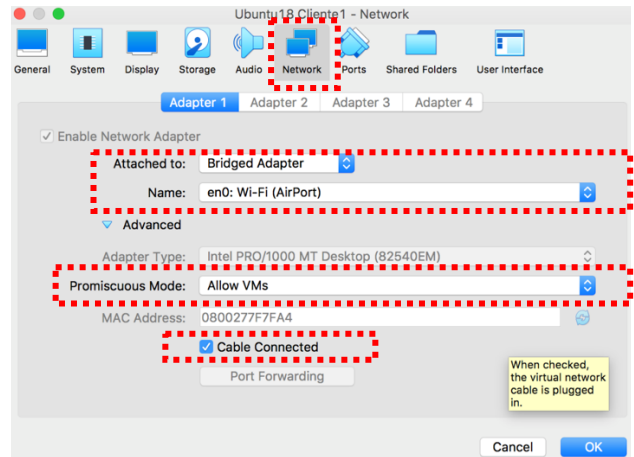 Ubuntu18 Cliente1 - Network
General System Display Storage Audio Network Ports Shared Folders User Interface
Adapter 1 Adapter 2 Adapter 3 Adapter 4
Enable Network Adapter
Attached to: Bridged Adapter
Name: en0: Wi-Fi (AirPort)
Advanced
Adapter Type: Intel PRO/1000 MT Desktop (82540EM)
Promiscuous Mode: Allow VMs
MAC Address: 0800277F7FA4
Cable Connected
Port Forwarding
When checked,
the virtual network
cable is plugged
in.
Cancel OK